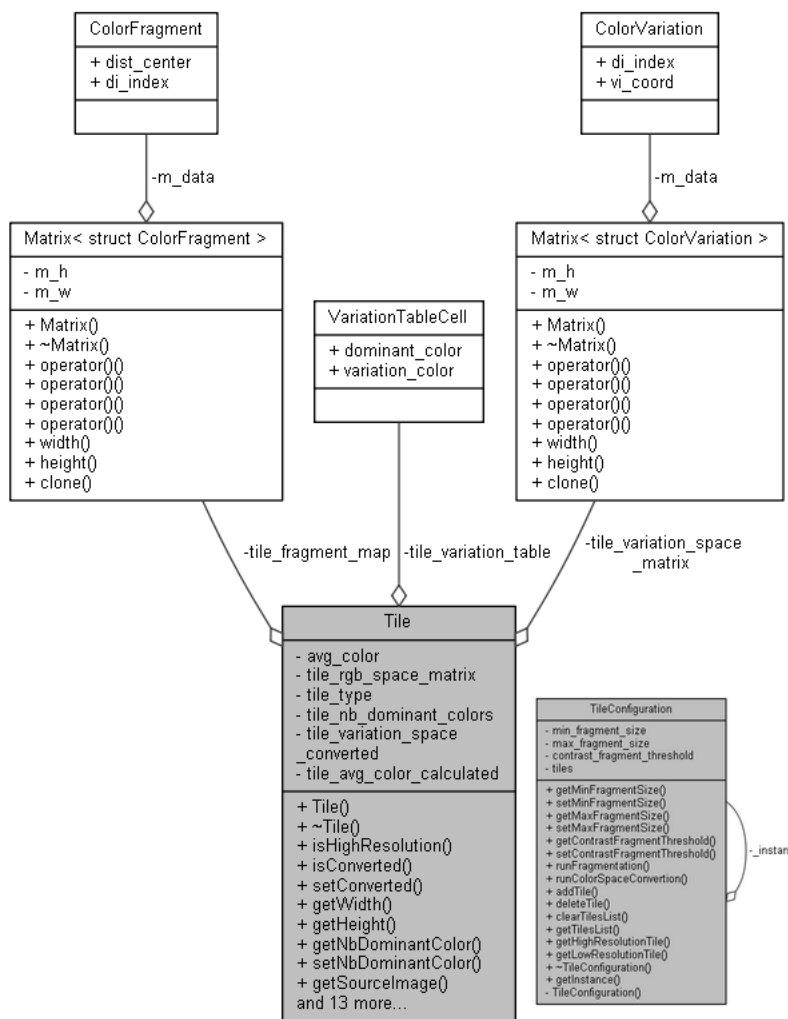 ColorFragment
+ dist_center
+ di_index
-m_data
Matrix< struct ColorFragment >
- m_h
- m_w
+ Matrix()
+ ~Matrix()
+ operator()()
+ operator()()
+ operator()()
+ operator()()
+ width()
+ height()
+ clone()
ColorVariation
+ di_index
+ vi_coord
-m_data
Matrix< struct ColorVariation >
- m_h
- m_w
+ Matrix()
+ ~Matrix()
+ operator()()
+ operator()()
+ operator()()
+ operator()()
+ width()
+ height()
+ clone()
VariationTableCell
+ dominant_color
+ variation_color
-tile_fragment_map
-tile_variation_table
-tile_variation_space
_matrix
Tile
- avg_color
- tile_rgb_space_matrix
- tile_type
- tile_nb_dominant_colors
- tile_variation_space
_converted
- tile_avg_color_calculated
+ Tile()
+ ~Tile()
+ isHighResolution()
+ isConverted()
+ setConverted()
+ getWidth()
+ getHeight()
+ getNbDominantColor()
+ setNbDominantColor()
+ getSourceImage()
and 13 more...
TileConfiguration
- min_fragment_size
- max_fragment_size
- contrast_fragment_threshold
- tiles
+ getMinFragmentSize()
+ setMinFragmentSize()
+ getMaxFragmentSize()
+ setMaxFragmentSize()
+ getContrastFragmentThreshold()
+ setContrastFragmentThreshold()
+ runFragmentation()
+ runColorSpaceConvertion()
+ addTile()
+ deleteTile()
+ clearTilesList()
+ getTilesList()
+ getHighResolutionTile()
+ getLowResolutionTile()
+ ~TileConfiguration()
+ getInstance()
- TileConfiguration()
-_instan